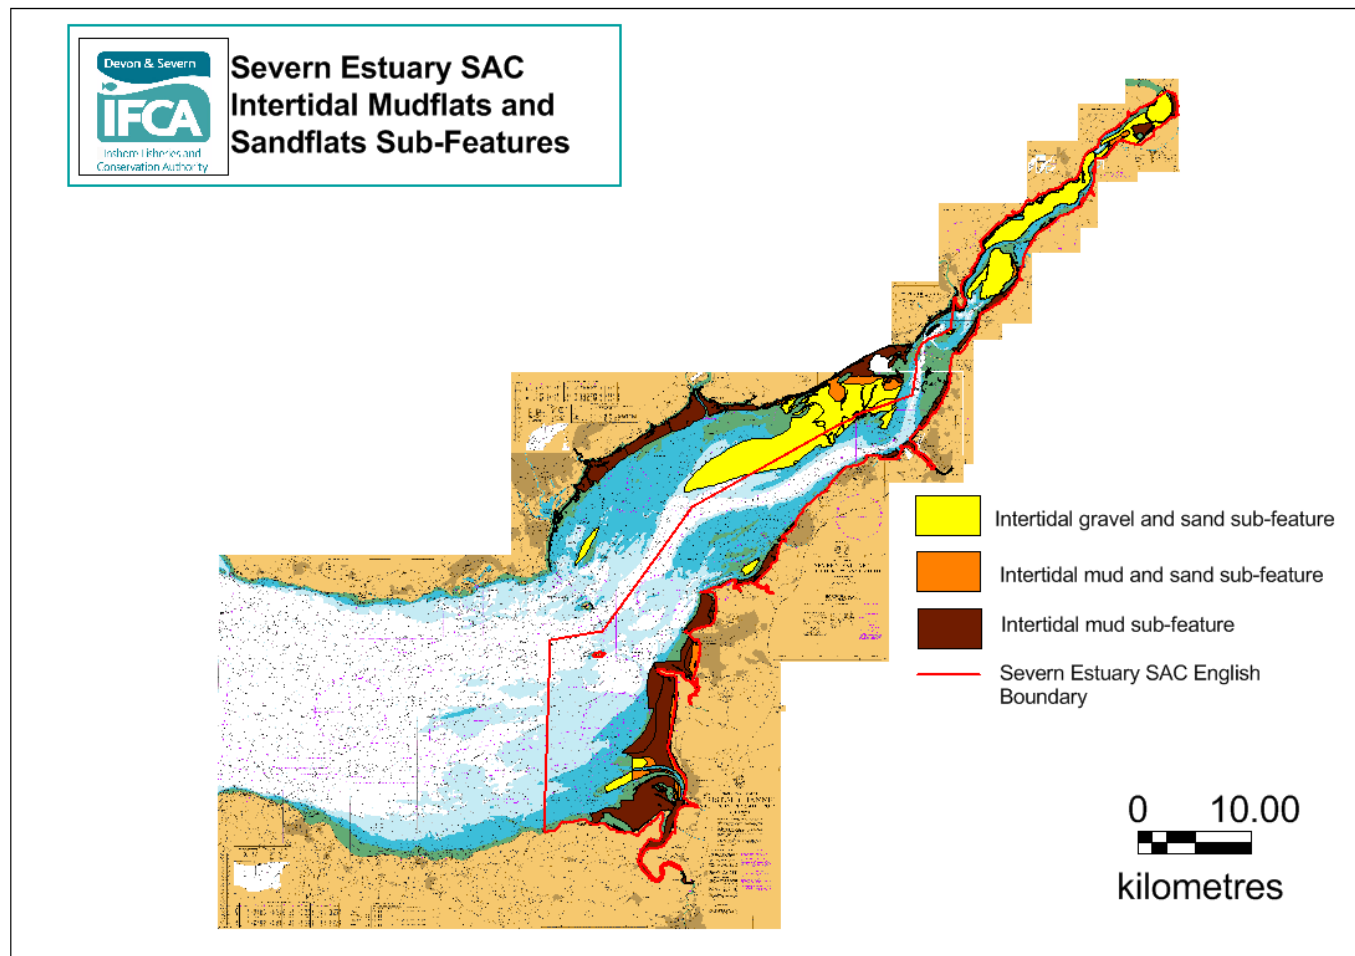 Devon & Severn
IFCA
Inshore Fisheries and
Conservation Authority
Severn Estuary SAC
Intertidal Mudflats and
Sandflats Sub-Features
Intertidal gravel and sand sub-feature
Intertidal mud and sand sub-feature
Intertidal mud sub-feature
Severn Estuary SAC English
Boundary
0 10.00
kilometres